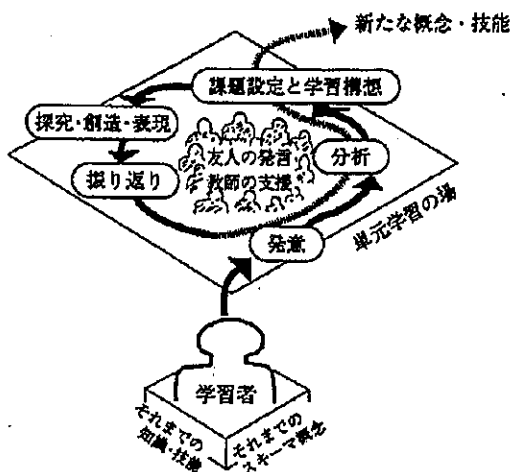 新たな概念・技能
課題設定と学習構想
探究・創造・表現
友人の発言
教師の支援
分析
振り返り
発意
単元学習の場
学習者
それまでの
知識・技能
それまでの
スキーマ概念